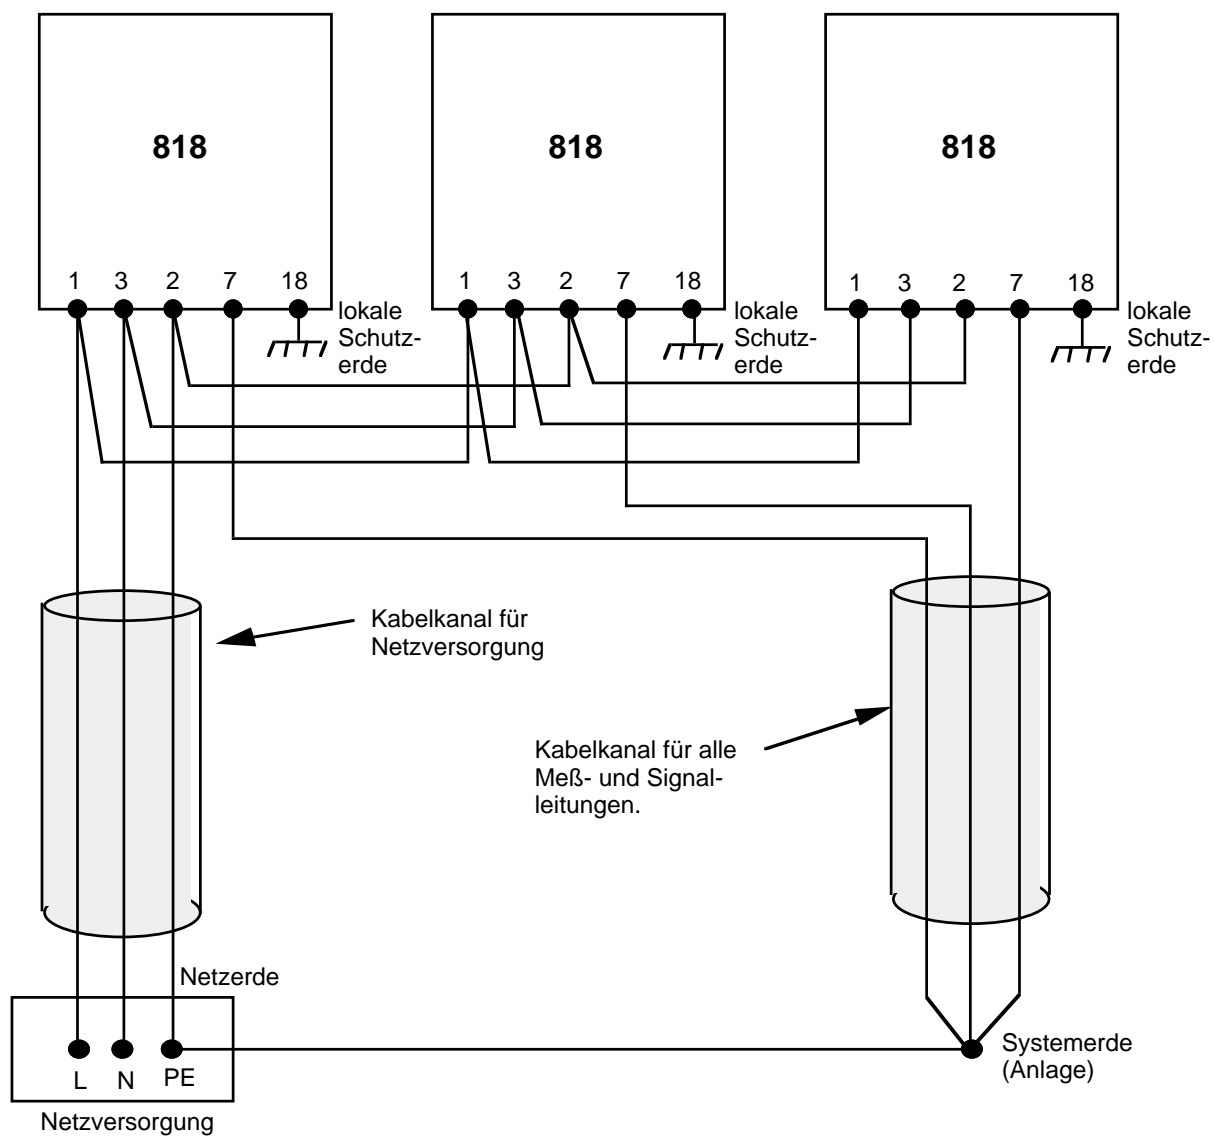 818
818
818
1 3 2 7 18
1 3 2 7 18
1 3 2 7 18
lokale
Schutz-
erde
lokale
Schutz-
erde
lokale
Schutz-
erde
Kabelkanal für
Netzversorgung
Kabelkanal für alle
Meß- und Signal-
leitungen.
Netzerde
L N PE
Netzversorgung
Systemerde
(Anlage)